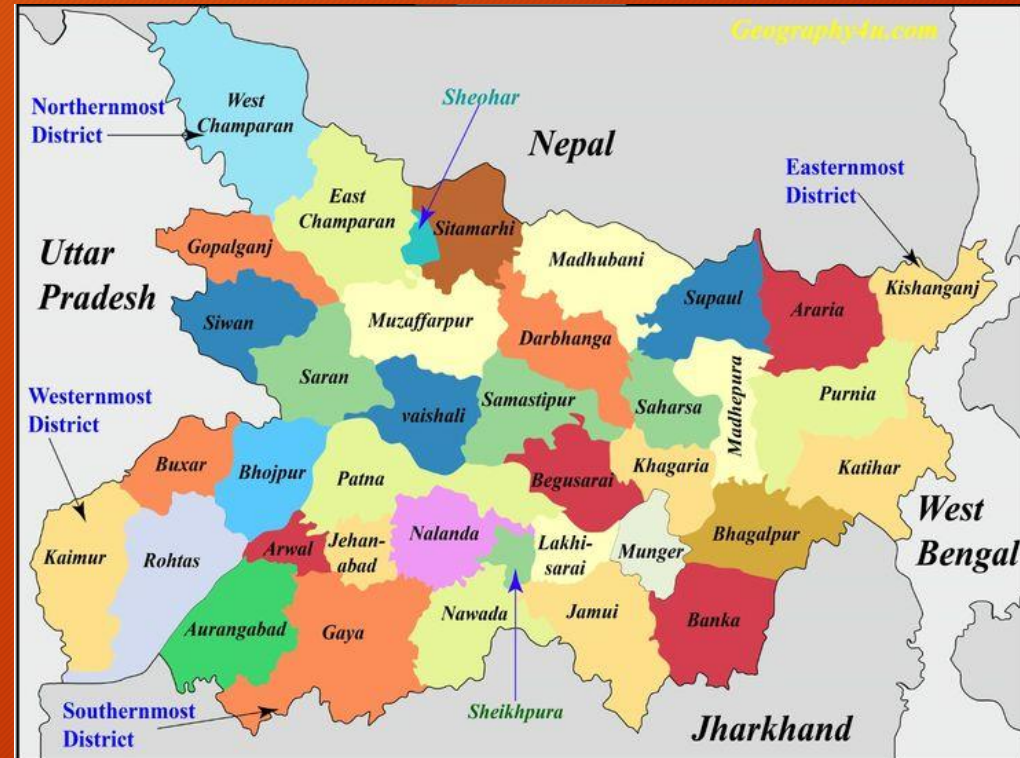 Geography4u.com
West
Champaran
Sheohar
Northernmost
District
Nepal
Easternmost
District
East
Champaran
Sitamarhi
Gopalganj
Uttar
Pradesh
Madhubani
Kishanganj
Supaul
Araria
Siwan
Muzaffarpur
Darbhanga
Saran
Westernmost
District
vaishali
Samastipur
Saharsa
Madhepura
Purnia
Buxar
Bhojpur
Patna
Begusarai
Khagaria
Katihar
West
Bengal
Kaimur
Rohtas
Arwal
Jehan-
abad
Nalanda
Lakhi-
sarai
Munger
Bhagalpur
Aurangabad
Gaya
Nawada
Jamui
Banka
Southernmost
District
Sheikhpura
Jharkhand